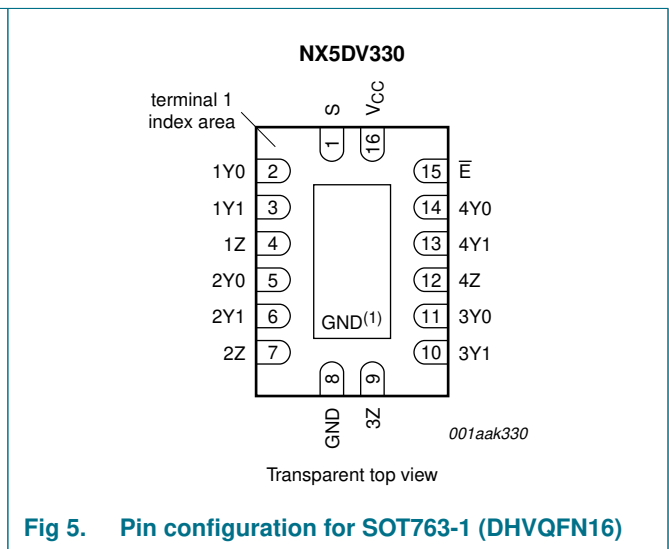 NX5DV330
terminal 1
index area
S
VCC
1
16
1Y0 2
15 E̅
1Y1 3
14 4Y0
1Z 4
13 4Y1
2Y0 5
12 4Z
2Y1 6
11 3Y0
GND(1)
2Z 7
10 3Y1
8
9
GND
3Z
001aak330
Transparent top view
Fig 5. Pin configuration for SOT763-1 (DHVQFN16)